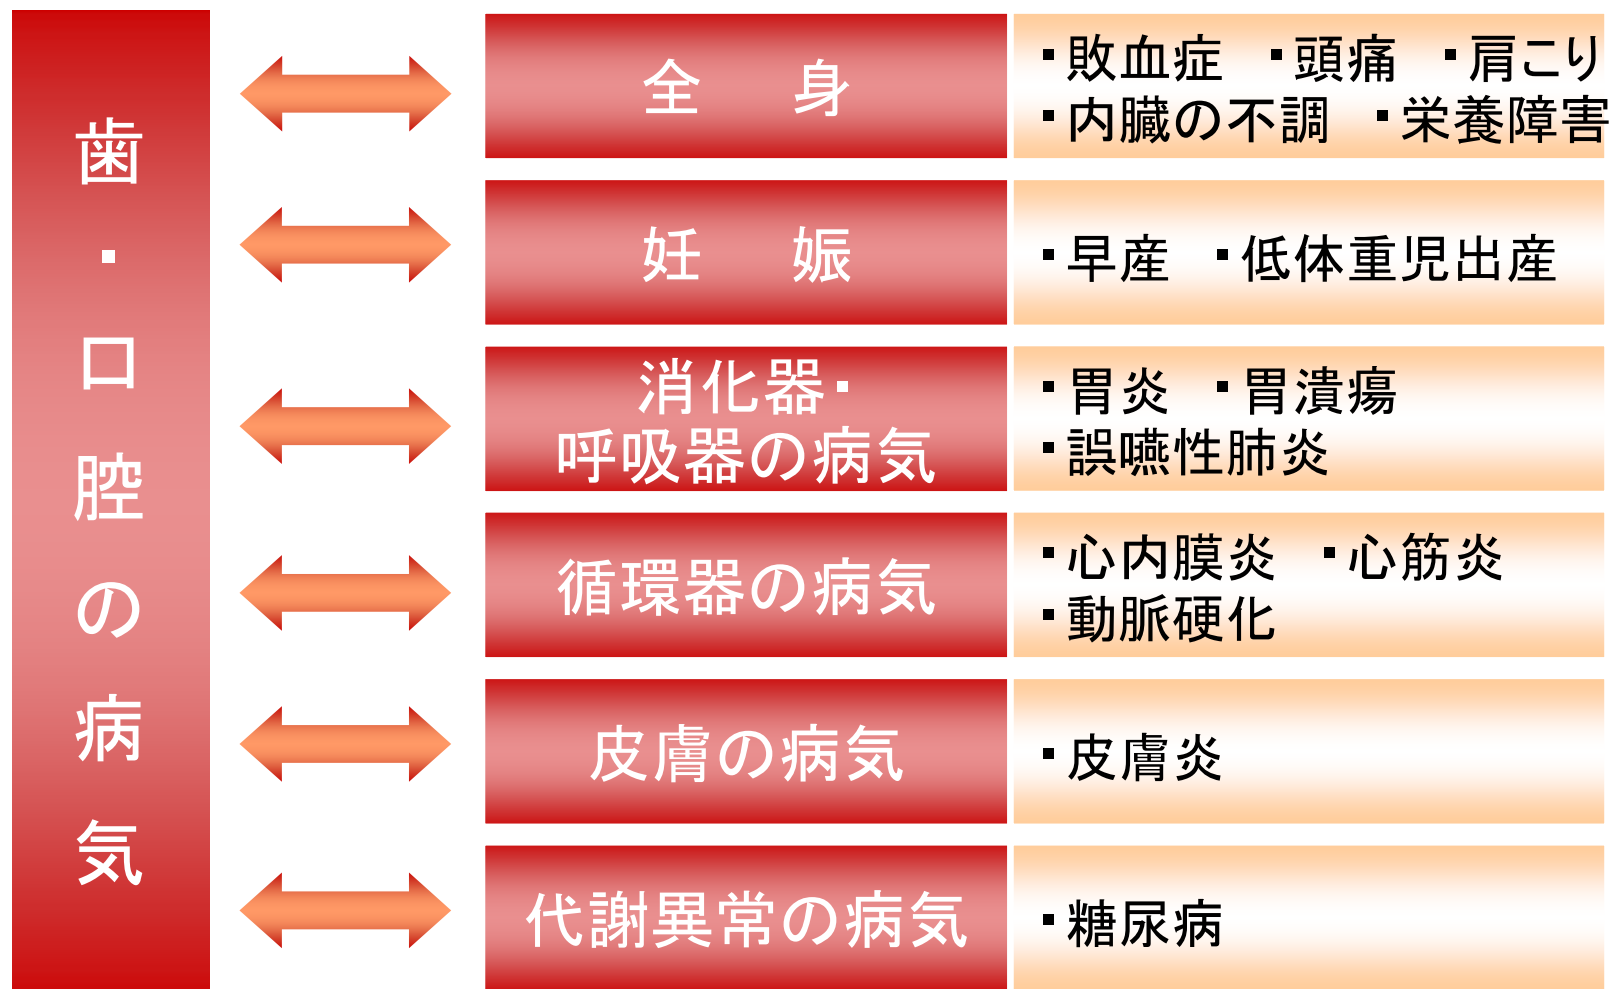 歯・口腔の病気
全　身
・敗血症　・頭痛　・肩こり
・内臓の不調　・栄養障害
妊　娠
・早産　・低体重児出産
消化器・
呼吸器の病気
・胃炎　・胃潰瘍
・誤嚥性肺炎
循環器の病気
・心内膜炎　・心筋炎
・動脈硬化
皮膚の病気
・皮膚炎
代謝異常の病気
・糖尿病